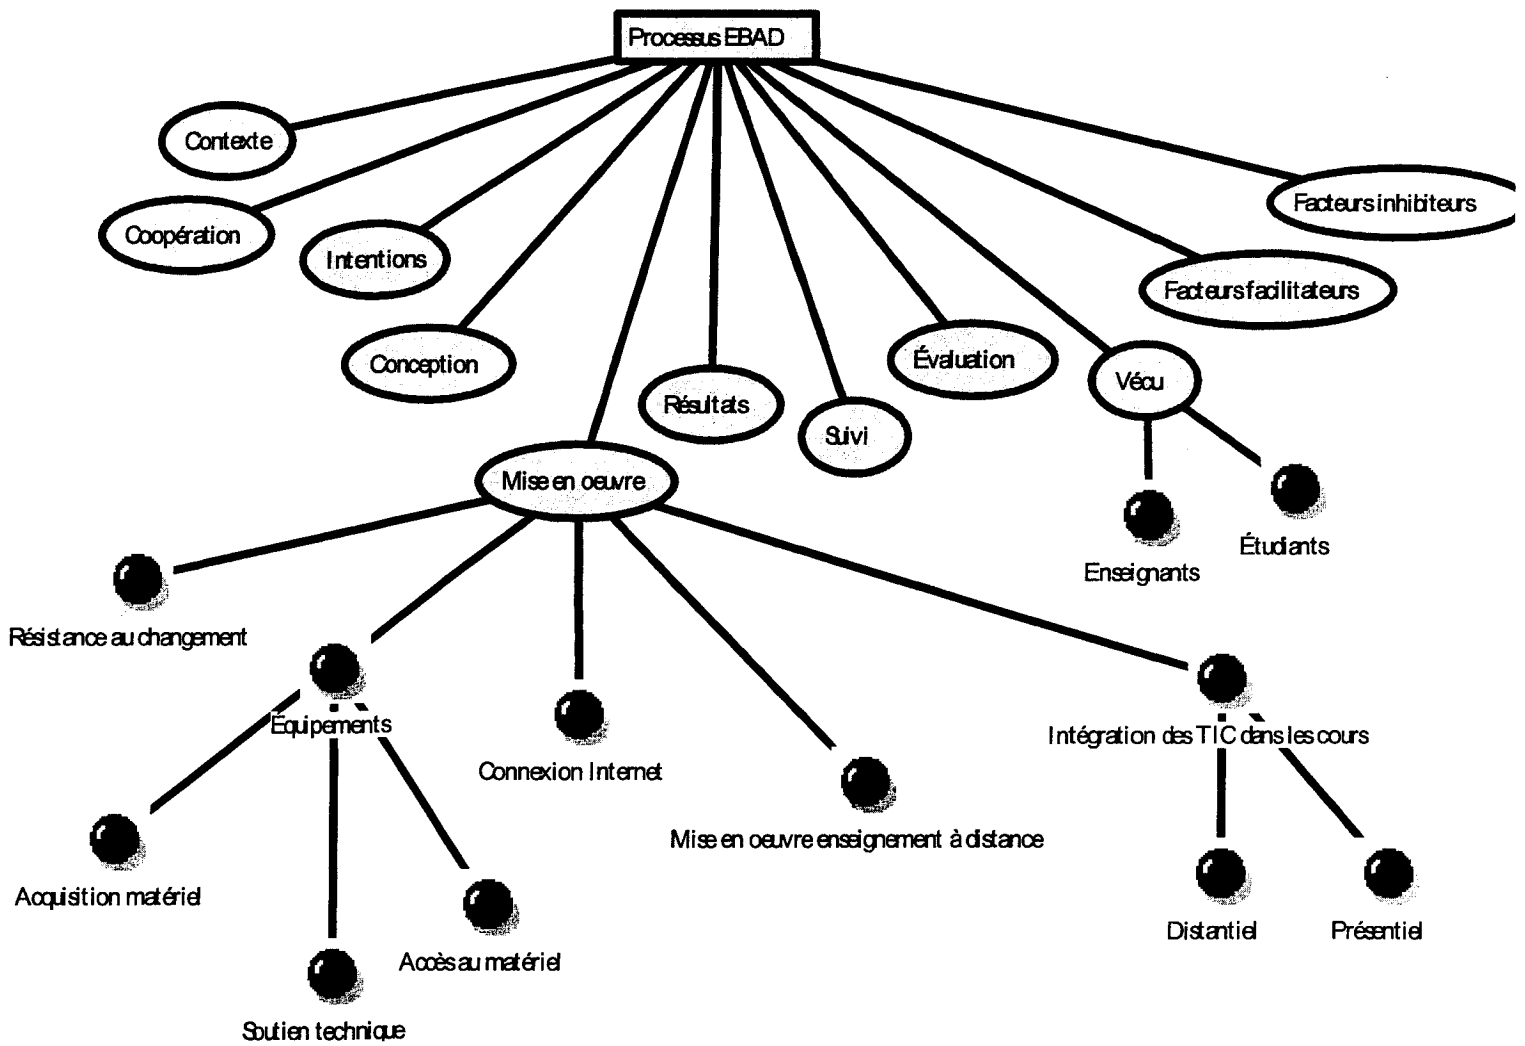 Processus EBAD
Contexte
Coopération
Intentions
Conception
Mise en oeuvre
Résultats
Suivi
Évaluation
Vécu
Facteurs facilitateurs
Facteurs inhibiteurs
Enseignants
Étudiants
Résistance au changement
Équipements
Connexion Internet
Mise en oeuvre enseignement à distance
Intégration des TIC dans les cours
Acquisition matériel
Soutien technique
Accès au matériel
Distantiel
Présentiel